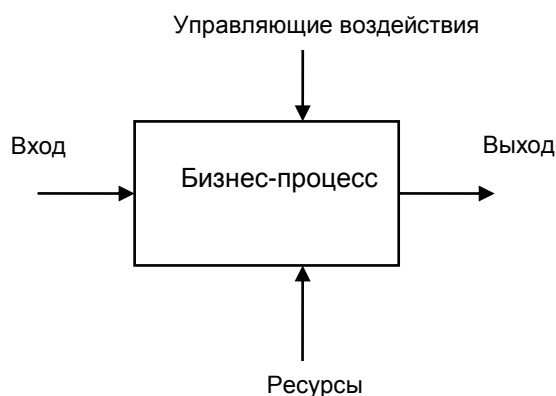 Управляющие воздействия
Вход
Бизнес-процесс
Выход
Ресурсы